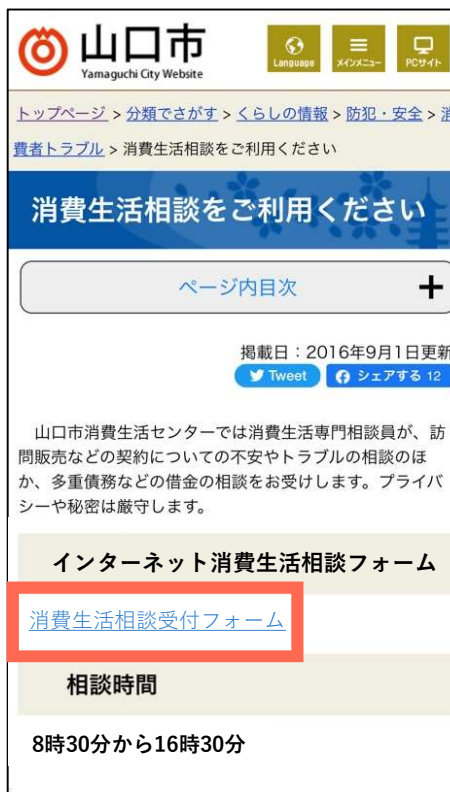 山口市
Yamaguchi City Website
Language
メインメニュー
PCサイト
トップページ > 分類でさがす > くらしの情報 > 防犯・安全 > 消
費者トラブル > 消費生活相談をご利用ください
消費生活相談をご利用ください
ページ内目次
掲載日：2016年9月1日更新
Tweet
シェアする 12
山口市消費生活センターでは消費生活専門相談員が、訪
問販売などの契約についての不安やトラブルの相談のほ
か、多重債務などの借金の相談をお受けします。プライバ
シーや秘密は厳守します。
インターネット消費生活相談フォーム
消費生活相談受付フォーム
相談時間
8時30分から16時30分